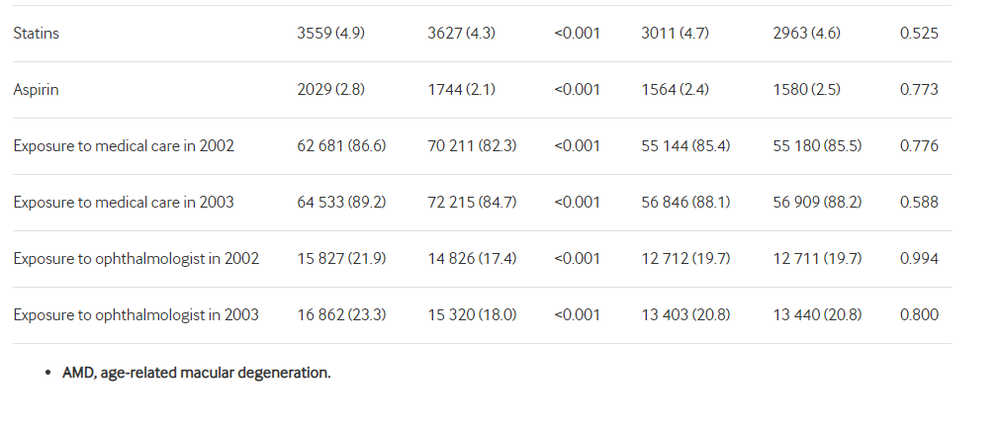 Statins 3559 (4.9) 3627 (4.3) <0.001 3011 (4.7) 2963 (4.6) 0.525
Aspirin 2029 (2.8) 1744 (2.1) <0.001 1564 (2.4) 1580 (2.5) 0.773
Exposure to medical care in 2002 62 681 (86.6) 70 211 (82.3) <0.001 55 144 (85.4) 55 180 (85.5) 0.776
Exposure to medical care in 2003 64 533 (89.2) 72 215 (84.7) <0.001 56 846 (88.1) 56 909 (88.2) 0.588
Exposure to ophthalmologist in 2002 15 827 (21.9) 14 826 (17.4) <0.001 12 712 (19.7) 12 711 (19.7) 0.994
Exposure to ophthalmologist in 2003 16 862 (23.3) 15 320 (18.0) <0.001 13 403 (20.8) 13 440 (20.8) 0.800
• AMD, age-related macular degeneration.